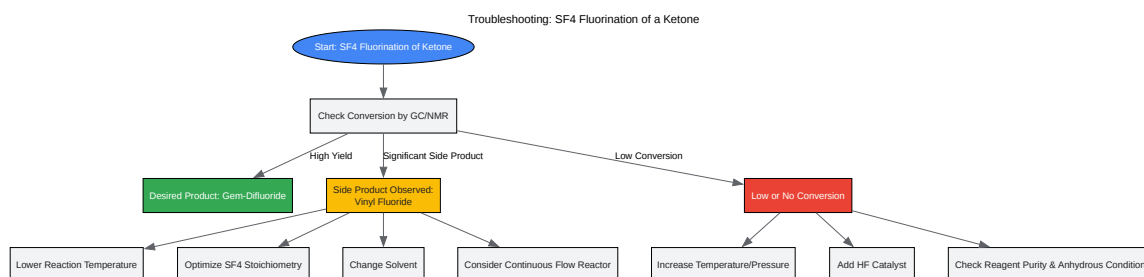 Troubleshooting: SF4 Fluorination of a Ketone
Start: SF4 Fluorination of Ketone
Check Conversion by GC/NMR
High Yield
Significant Side Product
Low Conversion
Desired Product: Gem-Difluoride
Side Product Observed:
Vinyl Fluoride
Low or No Conversion
Lower Reaction Temperature
Optimize SF4 Stoichiometry
Change Solvent
Consider Continuous Flow Reactor
Increase Temperature/Pressure
Add HF Catalyst
Check Reagent Purity & Anhydrous Condition